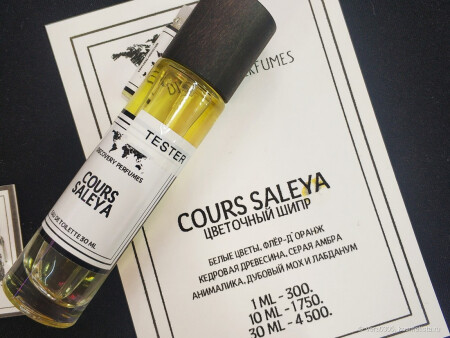 TESTER
DISCOVERY PERFUMES
COURS
SALEYA
EAU DE TOILETTE 30 ML
COURS SALEYA
ЦВЕТОЧНЫЙ ШИПР
БЕЛЫЕ ЦВЕТЫ, ФЛЁР-Д`ОРАНЖ
КЕДРОВАЯ ДРЕВЕСИНА, СЕРАЯ АМБРА
АНИМАЛИКА, ДУБОВЫЙ МОХ И ЛАБДАНУМ
1 ML - 300.
10 ML - 1750.
30 ML - 4 500.